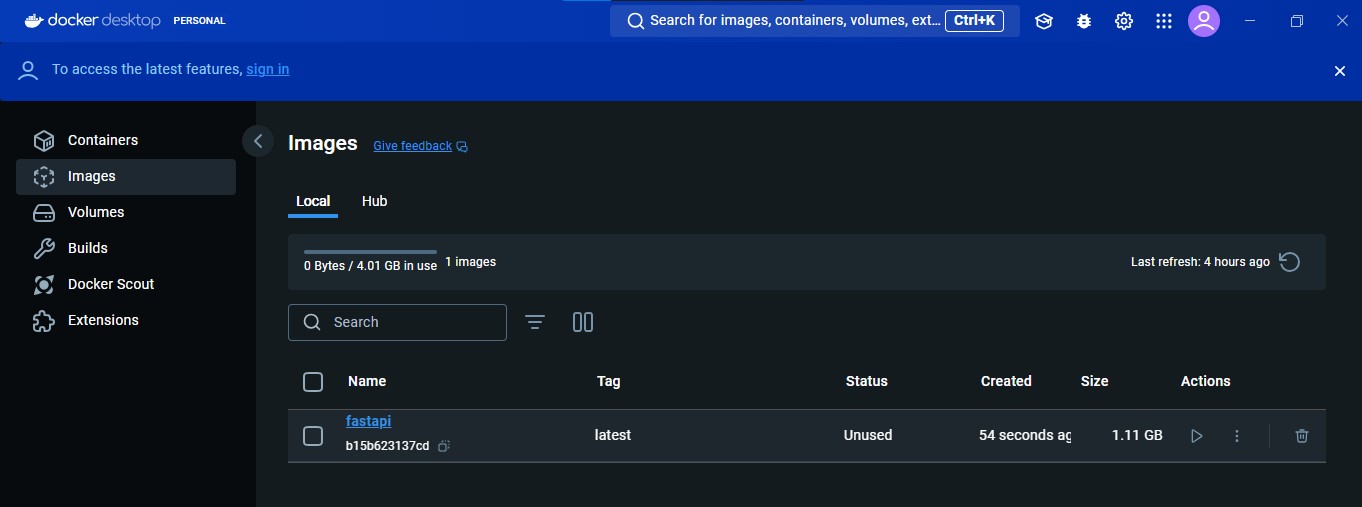 docker desktop PERSONAL
Search for images, containers, volumes, ext... Ctrl+K
To access the latest features, sign in
Containers
Images
Volumes
Builds
Docker Scout
Extensions
Images Give feedback
Local Hub
0 Bytes / 4.01 GB in use 1 images
Last refresh: 4 hours ago
Search
Name Tag Status Created Size Actions
fastapi
b15b623137cd
latest Unused 54 seconds ag 1.11 GB